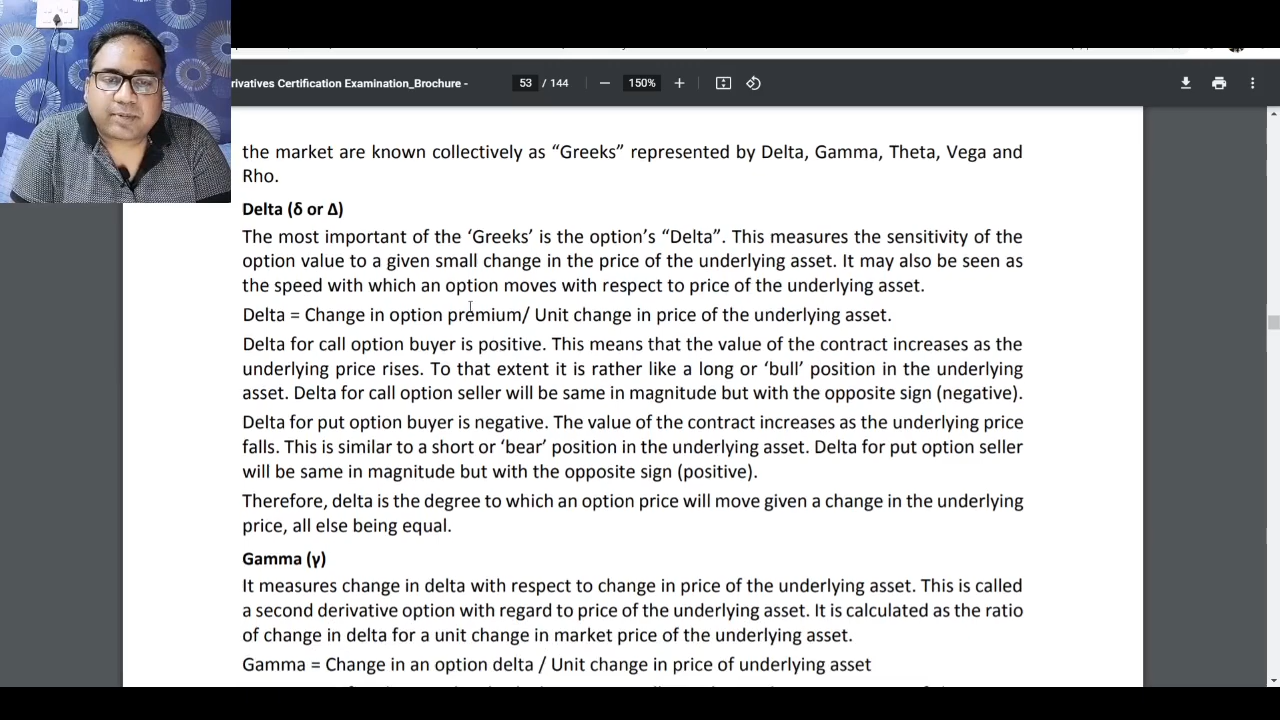 rivatives Certification Examination_Brochure -
53 / 144
150%
the market are known collectively as “Greeks” represented by Delta, Gamma, Theta, Vega and
Rho.
Delta (δ or Δ)
The most important of the ‘Greeks’ is the option’s “Delta”. This measures the sensitivity of the
option value to a given small change in the price of the underlying asset. It may also be seen as
the speed with which an option moves with respect to price of the underlying asset.
Delta = Change in option premium/ Unit change in price of the underlying asset.
Delta for call option buyer is positive. This means that the value of the contract increases as the
underlying price rises. To that extent it is rather like a long or ‘bull’ position in the underlying
asset. Delta for call option seller will be same in magnitude but with the opposite sign (negative).
Delta for put option buyer is negative. The value of the contract increases as the underlying price
falls. This is similar to a short or ‘bear’ position in the underlying asset. Delta for put option seller
will be same in magnitude but with the opposite sign (positive).
Therefore, delta is the degree to which an option price will move given a change in the underlying
price, all else being equal.
Gamma (γ)
It measures change in delta with respect to change in price of the underlying asset. This is called
a second derivative option with regard to price of the underlying asset. It is calculated as the ratio
of change in delta for a unit change in market price of the underlying asset.
Gamma = Change in an option delta / Unit change in price of underlying asset